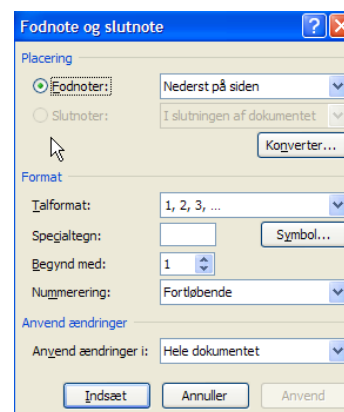 Fodnote og slutnote
Placering
Fodnoter: Nederst på siden
Slutnoter: I slutningen af dokumentet
Konverter...
Format
Talformat: 1, 2, 3, ...
Specialtegn: Symbol...
Begynd med: 1
Nummerering: Fortløbende
Anvend ændringer
Anvend ændringer i: Hele dokumentet
Indsæt Annuller Anvend